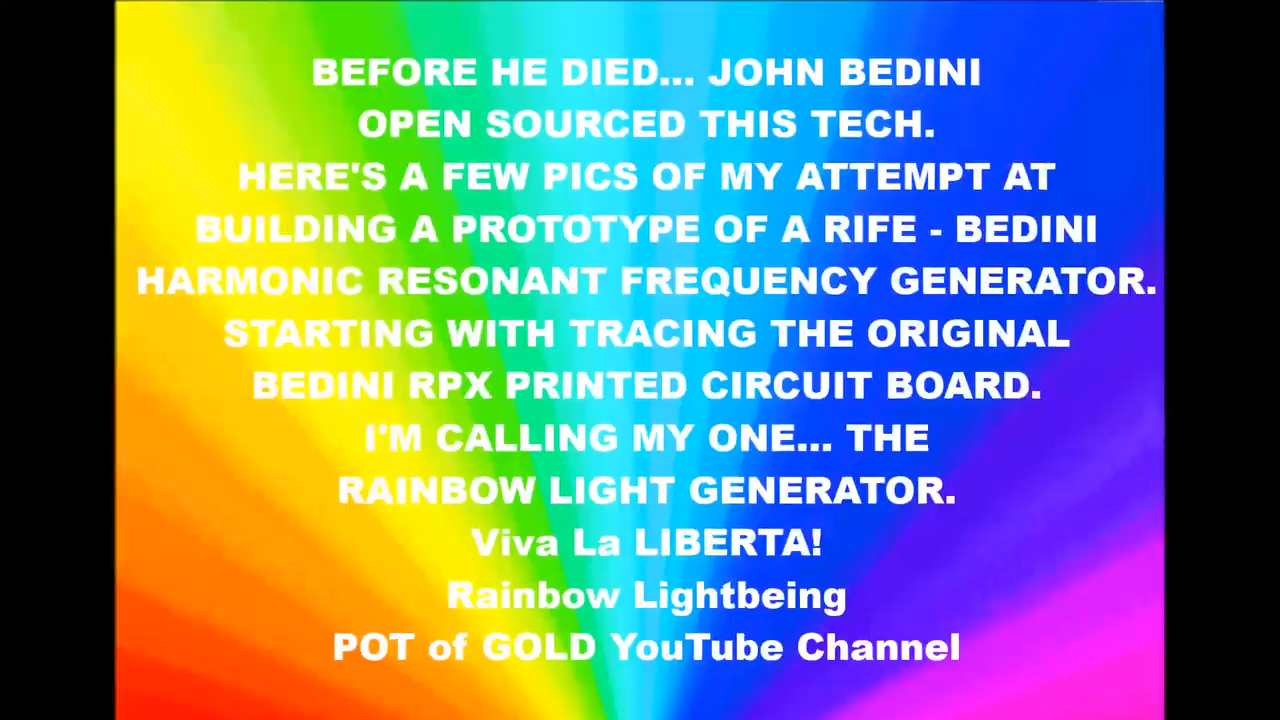 BEFORE HE DIED... JOHN BEDINI
OPEN SOURCED THIS TECH.
HERE'S A FEW PICS OF MY ATTEMPT AT
BUILDING A PROTOTYPE OF A RIFE - BEDINI
HARMONIC RESONANT FREQUENCY GENERATOR.
STARTING WITH TRACING THE ORIGINAL
BEDINI RPX PRINTED CIRCUIT BOARD.
I'M CALLING MY ONE... THE
RAINBOW LIGHT GENERATOR.
Viva La LIBERTA!
Rainbow Lightbeing
POT of GOLD YouTube Channel